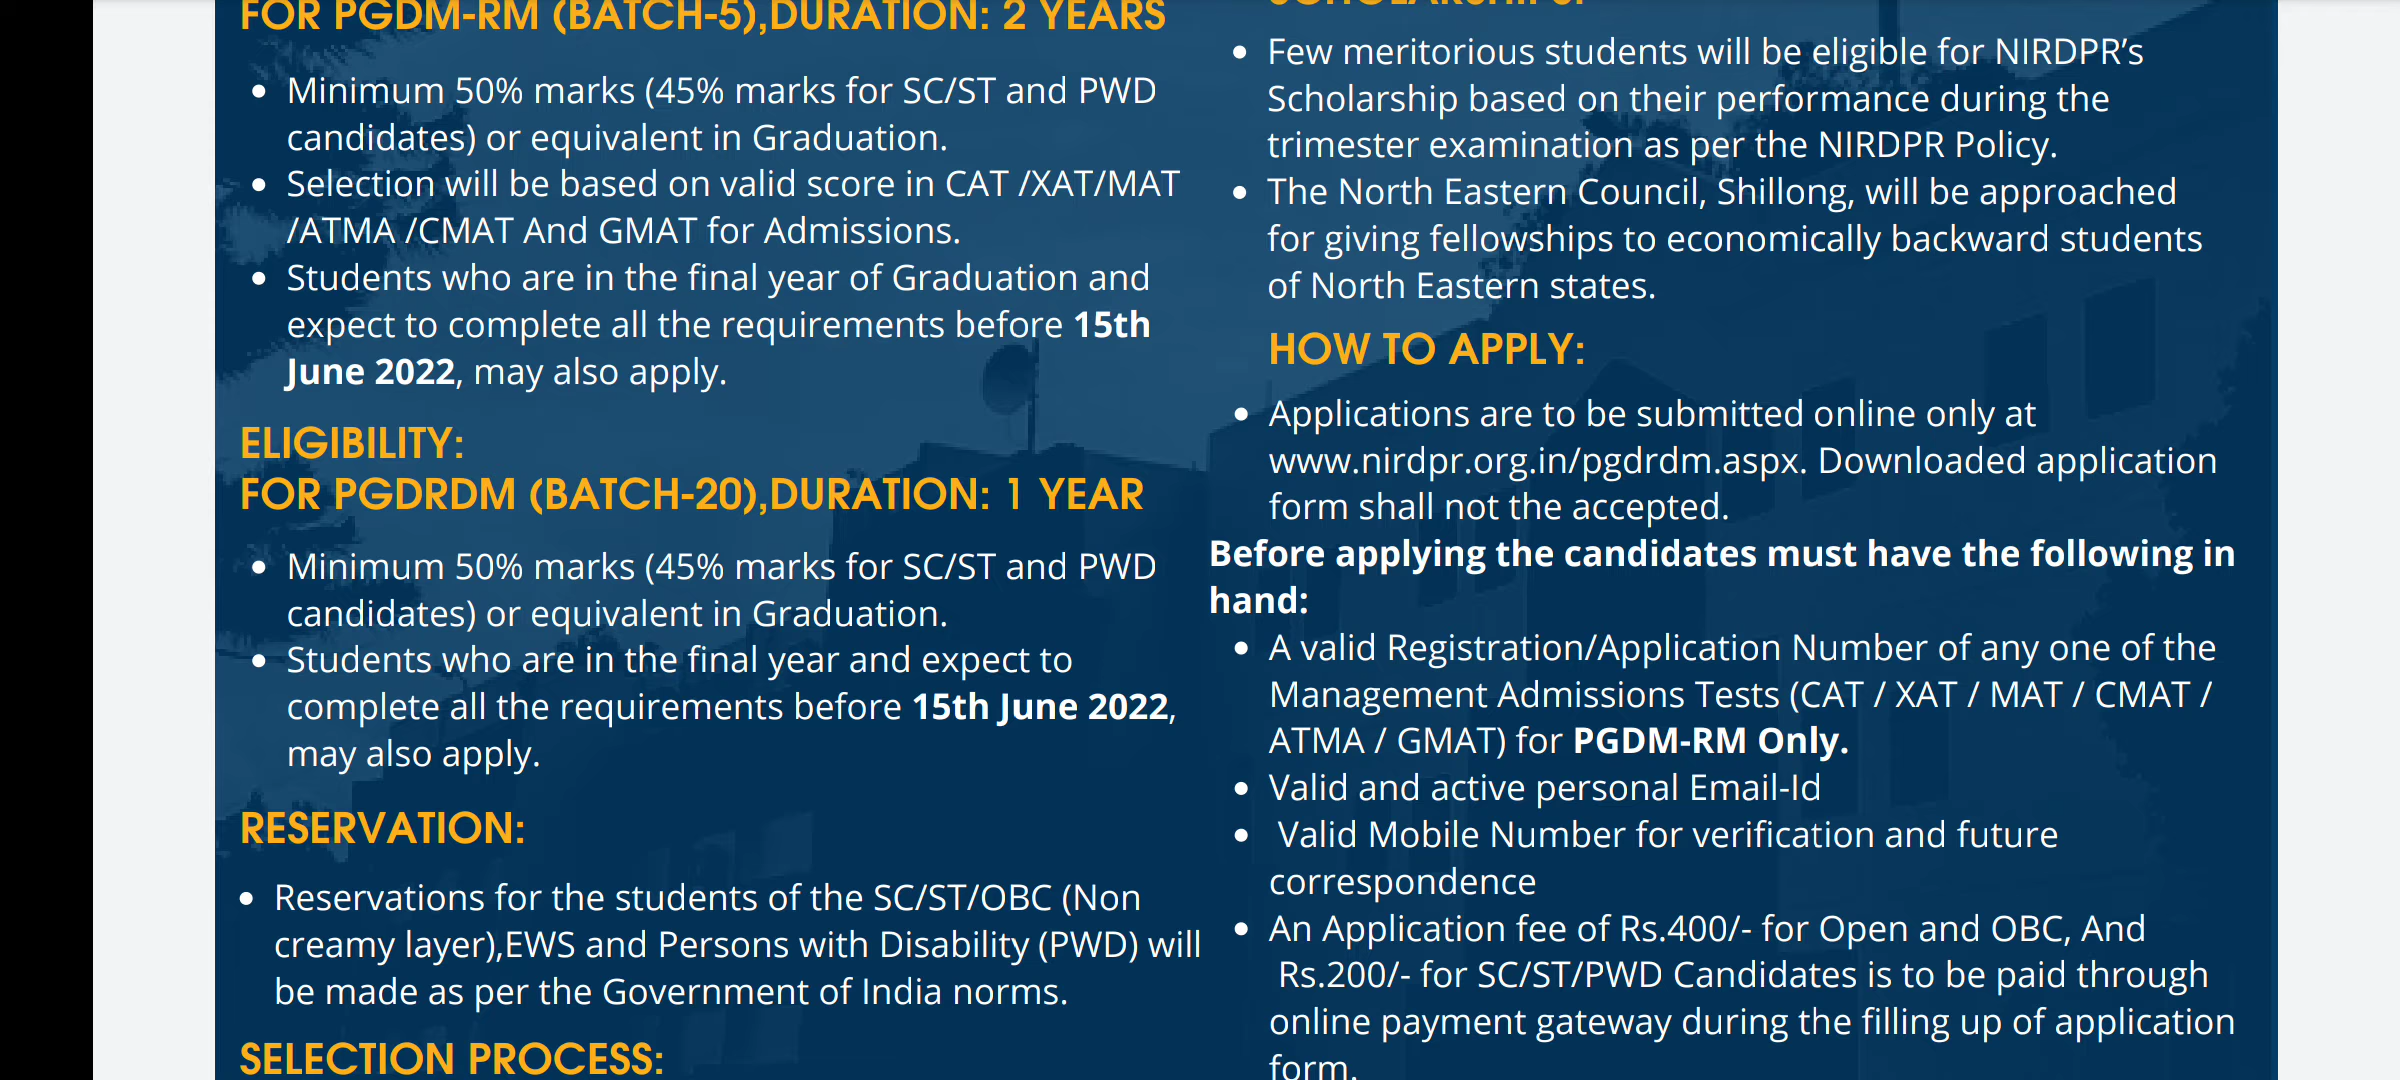 FOR PGDM-RM (BATCH-5),DURATION: 2 YEARS
Minimum 50% marks (45% marks for SC/ST and PWD
candidates) or equivalent in Graduation.
Selection will be based on valid score in CAT /XAT/MAT
/ATMA /CMAT And GMAT for Admissions.
Students who are in the final year of Graduation and
expect to complete all the requirements before 15th
June 2022, may also apply.
ELIGIBILITY:
FOR PGDRDM (BATCH-20),DURATION: 1 YEAR
Minimum 50% marks (45% marks for SC/ST and PWD
candidates) or equivalent in Graduation.
Students who are in the final year and expect to
complete all the requirements before 15th June 2022,
may also apply.
RESERVATION:
Reservations for the students of the SC/ST/OBC (Non
creamy layer),EWS and Persons with Disability (PWD) will
be made as per the Government of India norms.
SELECTION PROCESS:
Few meritorious students will be eligible for NIRDPR’s
Scholarship based on their performance during the
trimester examination as per the NIRDPR Policy.
The North Eastern Council, Shillong, will be approached
for giving fellowships to economically backward students
of North Eastern states.
HOW TO APPLY:
Applications are to be submitted online only at
www.nirdpr.org.in/pgdrdm.aspx. Downloaded application
form shall not the accepted.
Before applying the candidates must have the following in
hand:
A valid Registration/Application Number of any one of the
Management Admissions Tests (CAT / XAT / MAT / CMAT /
ATMA / GMAT) for PGDM-RM Only.
Valid and active personal Email-Id
Valid Mobile Number for verification and future
correspondence
An Application fee of Rs.400/- for Open and OBC, And
Rs.200/- for SC/ST/PWD Candidates is to be paid through
online payment gateway during the filling up of application
form.